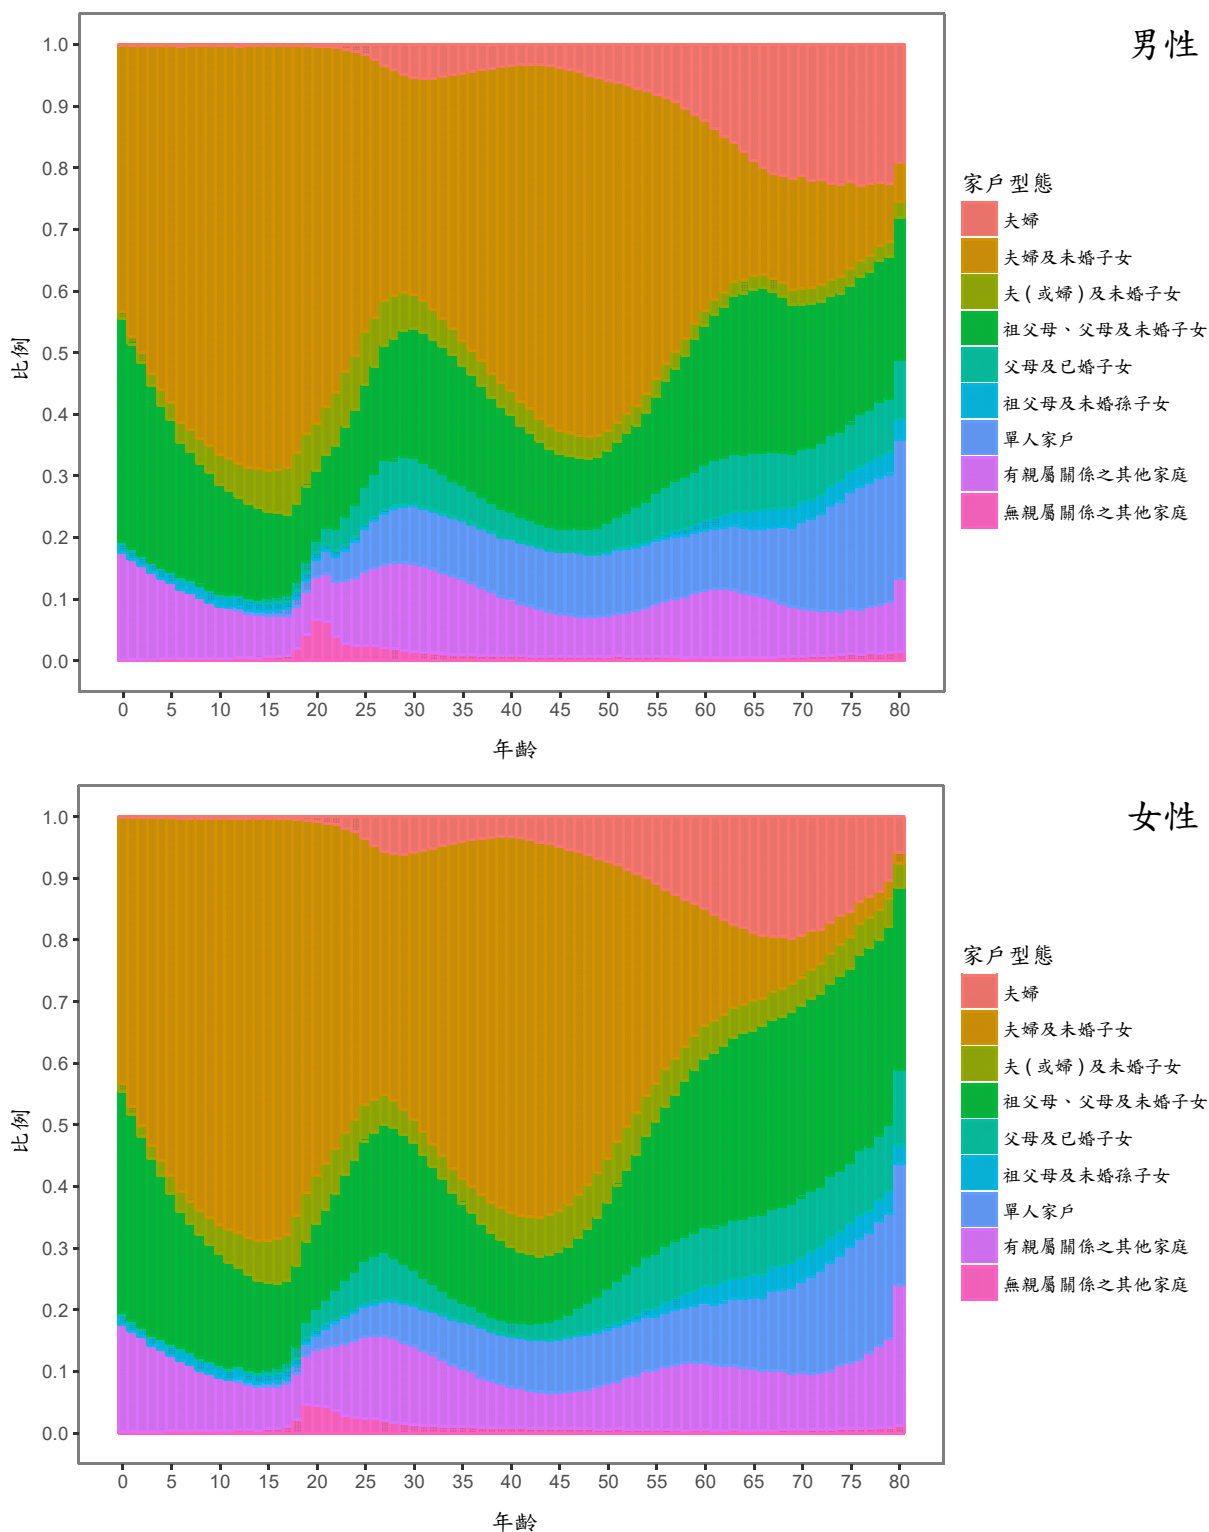 男性
1.0
0.9
0.8
0.7
0.6
0.5
0.4
0.3
0.2
0.1
0.0
比例
0 5 10 15 20 25 30 35 40 45 50 55 60 65 70 75 80
年齡
家戶型態
夫婦
夫婦及未婚子女
夫(或婦)及未婚子女
祖父母、父母及未婚子女
父母及已婚子女
祖父母及未婚孫子女
單人家戶
有親屬關係之其他家庭
無親屬關係之其他家庭
女性
1.0
0.9
0.8
0.7
0.6
0.5
0.4
0.3
0.2
0.1
0.0
比例
0 5 10 15 20 25 30 35 40 45 50 55 60 65 70 75 80
年齡
家戶型態
夫婦
夫婦及未婚子女
夫(或婦)及未婚子女
祖父母、父母及未婚子女
父母及已婚子女
祖父母及未婚孫子女
單人家戶
有親屬關係之其他家庭
無親屬關係之其他家庭